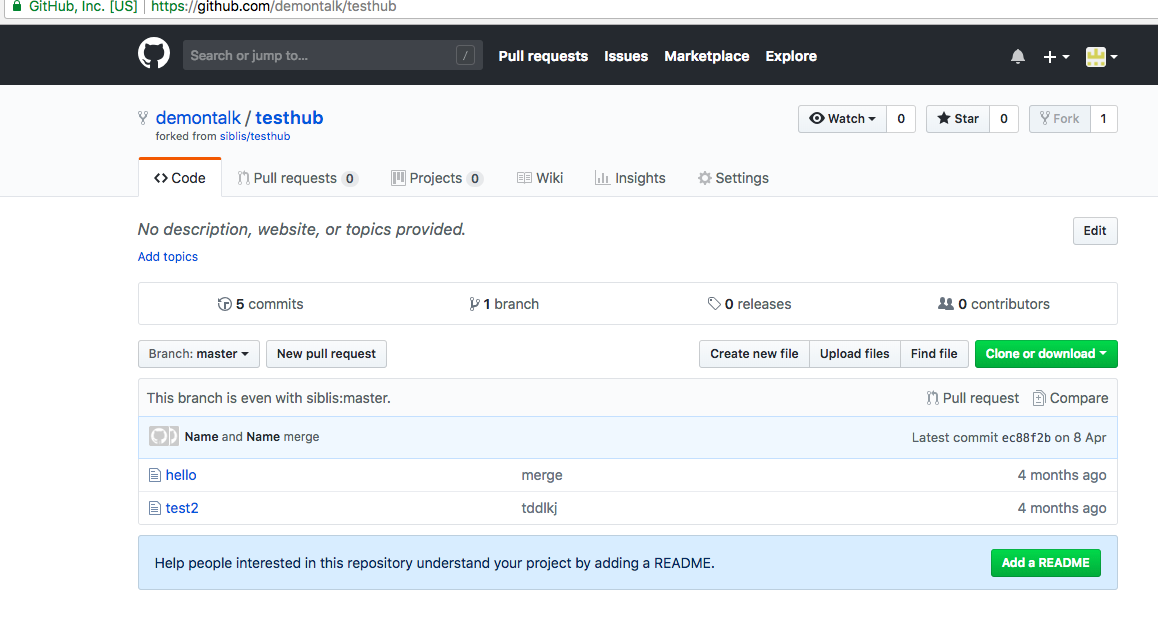 GitHub, Inc. [US] | https://github.com/demontalk/testhub
Search or jump to... / Pull requests Issues Marketplace Explore
demontalk / testhub Watch 0 Star 0 Fork 1
forked from siblis/testhub
Code Pull requests 0 Projects 0 Wiki Insights Settings
No description, website, or topics provided. Edit
Add topics
5 commits 1 branch 0 releases 0 contributors
Branch: master New pull request Create new file Upload files Find file Clone or download
This branch is even with siblis:master. Pull request Compare
Name and Name merge Latest commit ec88f2b on 8 Apr
hello merge 4 months ago
test2 tddlkj 4 months ago
Help people interested in this repository understand your project by adding a README. Add a README